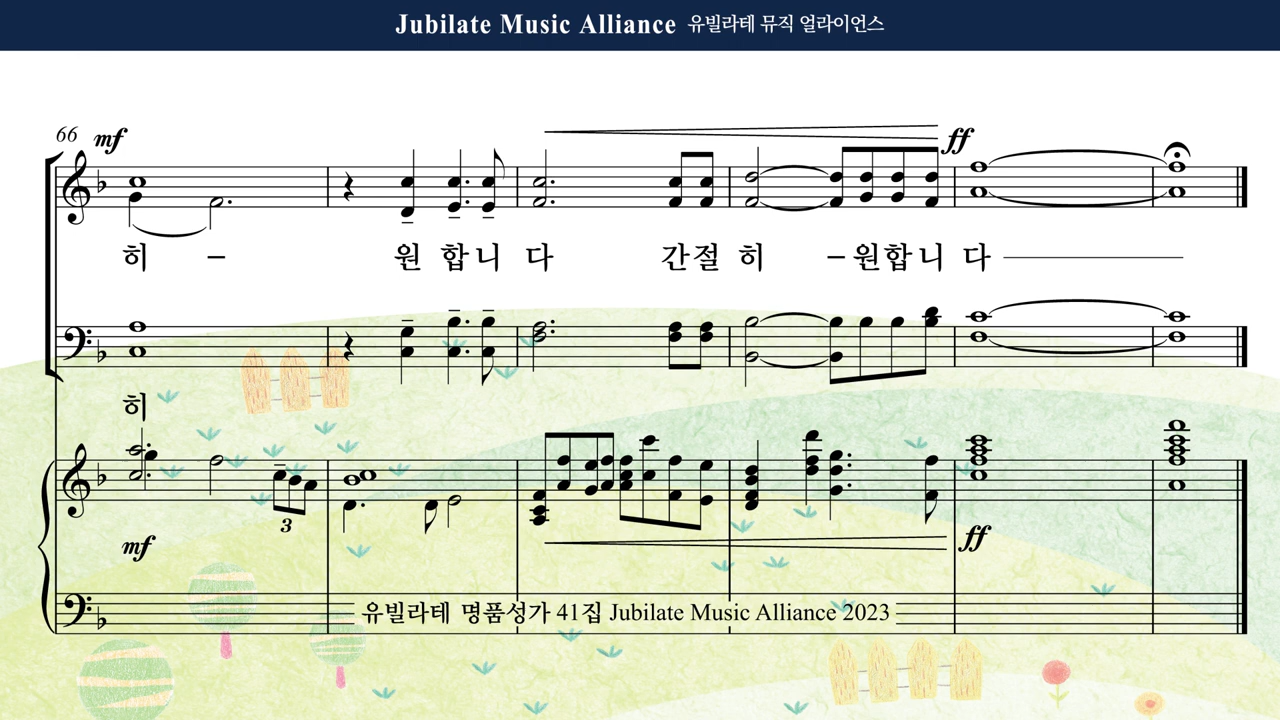 Jubilate Music Alliance 유빌라테 뮤직 얼라이언스
66 mf ff
히 - 원 합 니 다 간절 히 - 원합 니 다
히
3
mf ff
유빌라테 명품성가 41집 Jubilate Music Alliance 2023